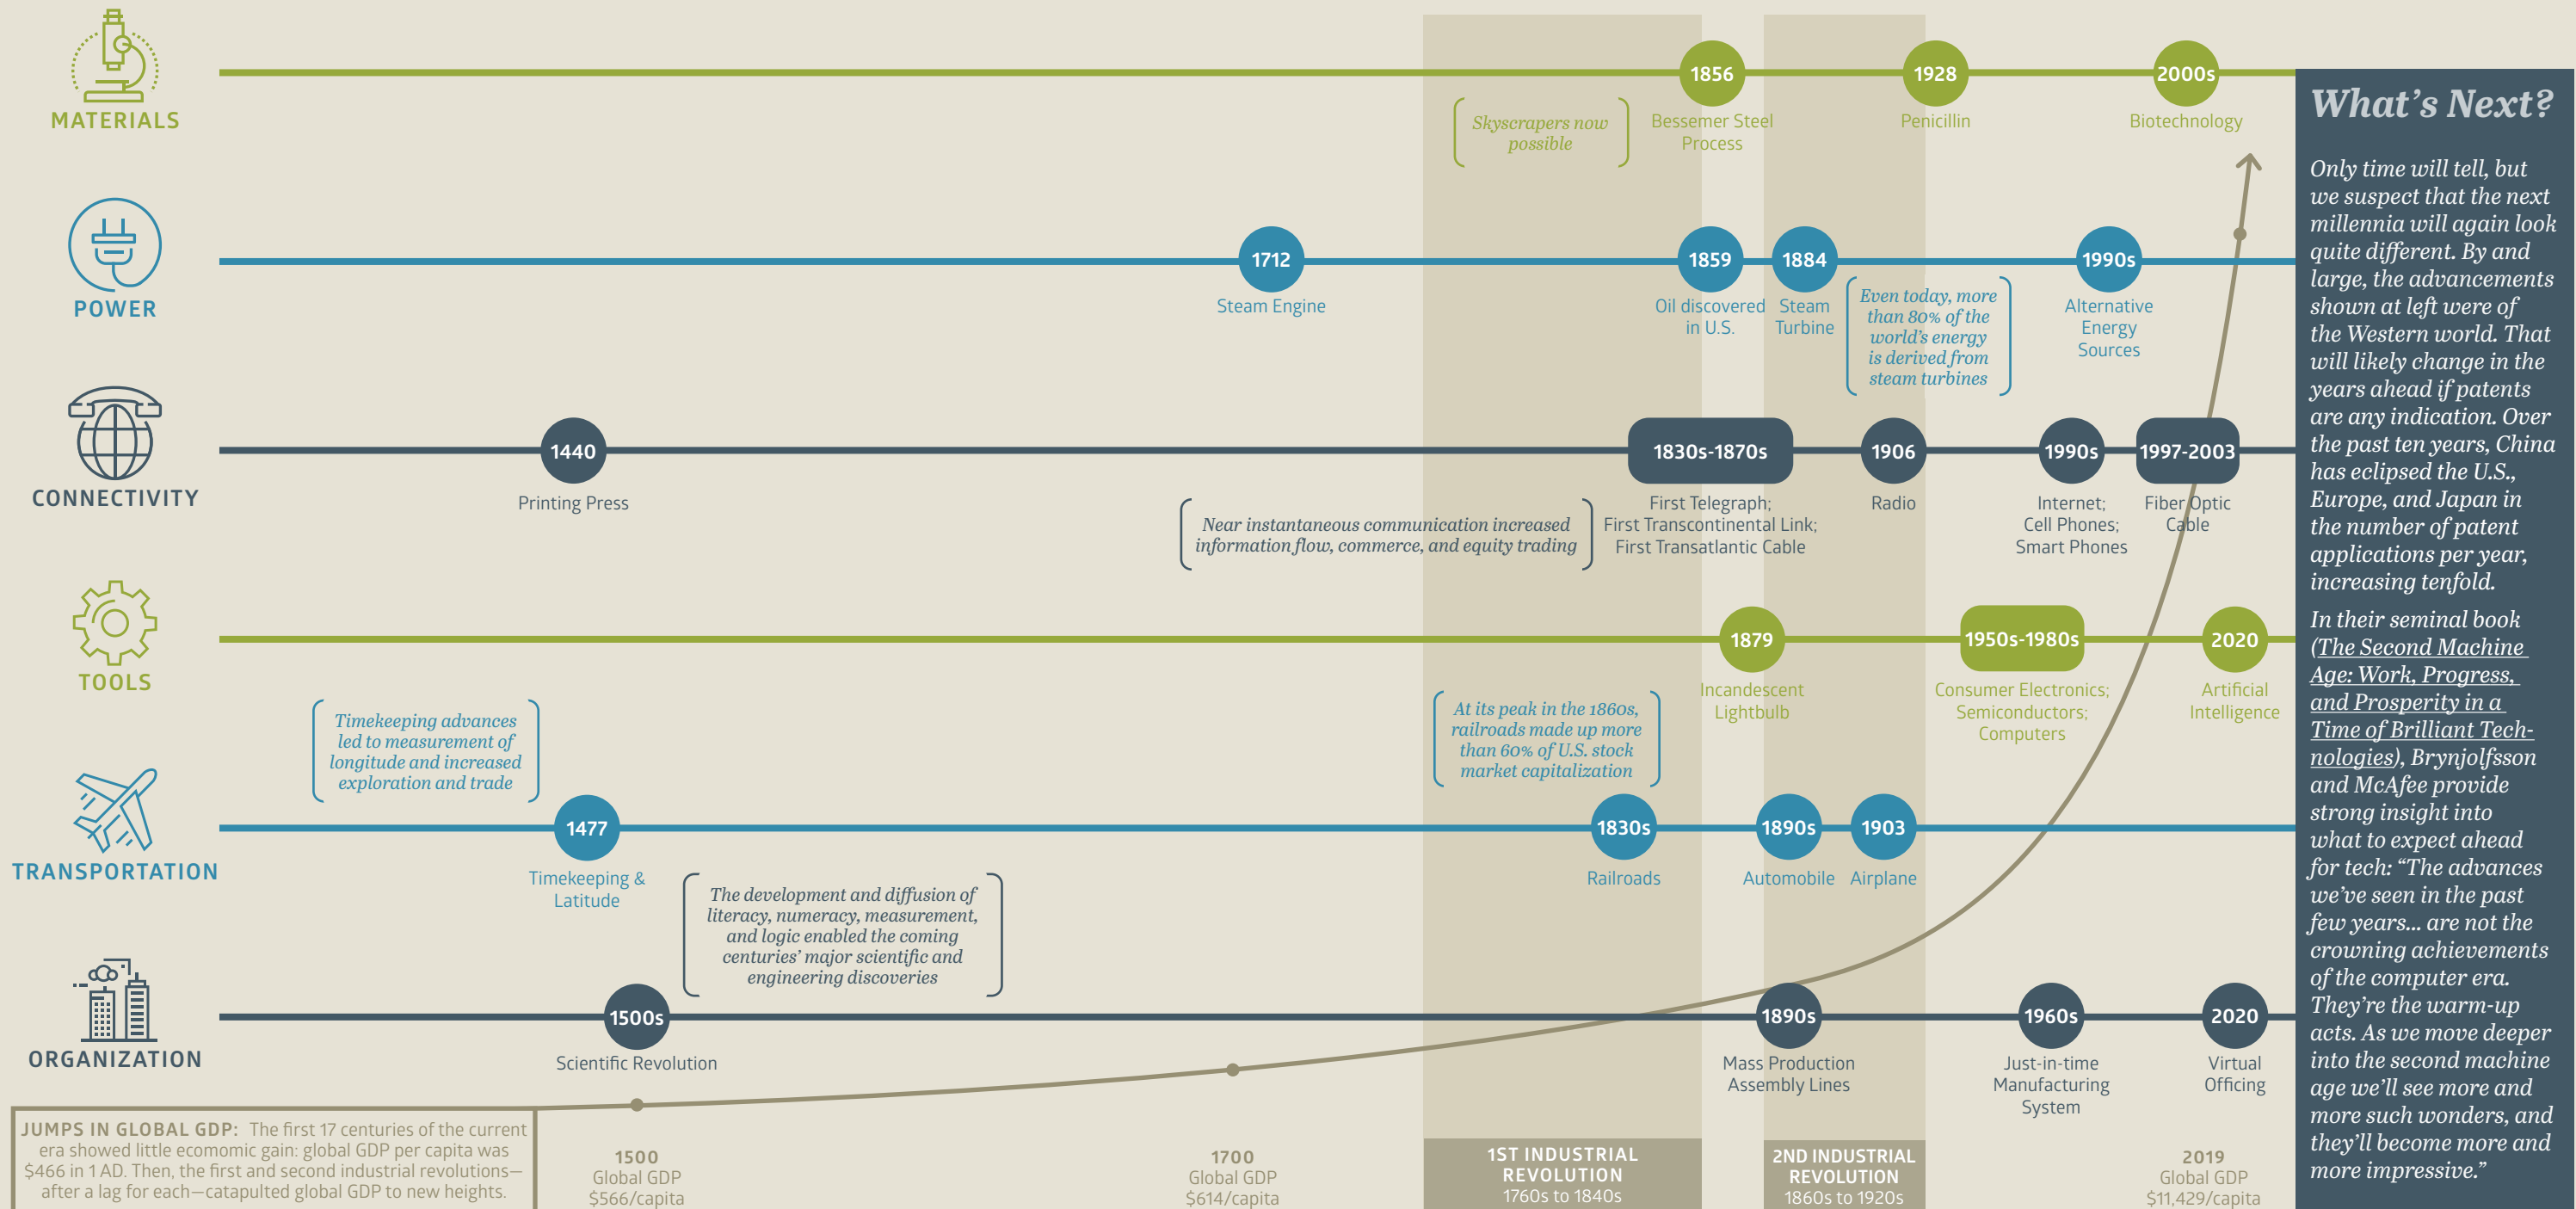 MATERIALS
1856
Bessemer Steel
Process
Skyscrapers now
possible
1928
Penicillin
2000s
Biotechnology
POWER
1712
Steam Engine
1859
Oil discovered
in U.S.
1884
Steam
Turbine
Even today, more
than 80% of the
world's energy
is derived from
steam turbines
1990s
Alternative
Energy
Sources
CONNECTIVITY
1440
Printing Press
Near instantaneous communication increased
information flow, commerce, and equity trading
1830s-1870s
First Telegraph;
First Transcontinental Link;
First Transatlantic Cable
1906
Radio
1990s
Internet;
Cell Phones;
Smart Phones
1997-2003
Fiber Optic
Cable
TOOLS
1879
Incandescent
Lightbulb
1950s-1980s
Consumer Electronics;
Semiconductors;
Computers
2020
Artificial
Intelligence
TRANSPORTATION
Timekeeping advances
led to measurement of
longitude and increased
exploration and trade
1477
Timekeeping &
Latitude
At its peak in the 1860s,
railroads made up more
than 60% of U.S. stock
market capitalization
1830s
Railroads
1890s
Automobile
1903
Airplane
ORGANIZATION
The development and diffusion of
literacy, numeracy, measurement,
and logic enabled the coming
centuries' major scientific and
engineering discoveries
1500s
Scientific Revolution
1890s
Mass Production
Assembly Lines
1960s
Just-in-time
Manufacturing
System
2020
Virtual
Officing
JUMPS IN GLOBAL GDP: The first 17 centuries of the current
era showed little ecomomic gain: global GDP per capita was
$466 in 1 AD. Then, the first and second industrial revolutions—
after a lag for each—catapulted global GDP to new heights.
1500
Global GDP
$566/capita
1700
Global GDP
$614/capita
1ST INDUSTRIAL
REVOLUTION
1760s to 1840s
2ND INDUSTRIAL
REVOLUTION
1860s to 1920s
2019
Global GDP
$11,429/capita
What's Next?
Only time will tell, but
we suspect that the next
millennia will again look
quite different. By and
large, the advancements
shown at left were of
the Western world. That
will likely change in the
years ahead if patents
are any indication. Over
the past ten years, China
has eclipsed the U.S.,
Europe, and Japan in
the number of patent
applications per year,
increasing tenfold.
In their seminal book
(The Second Machine
Age: Work, Progress,
and Prosperity in a
Time of Brilliant Tech-
nologies), Brynjolfsson
and McAfee provide
strong insight into
what to expect ahead
for tech: “The advances
we've seen in the past
few years... are not the
crowning achievements
of the computer era.
They're the warm-up
acts. As we move deeper
into the second machine
age we'll see more and
more such wonders, and
they'll become more and
more impressive.”